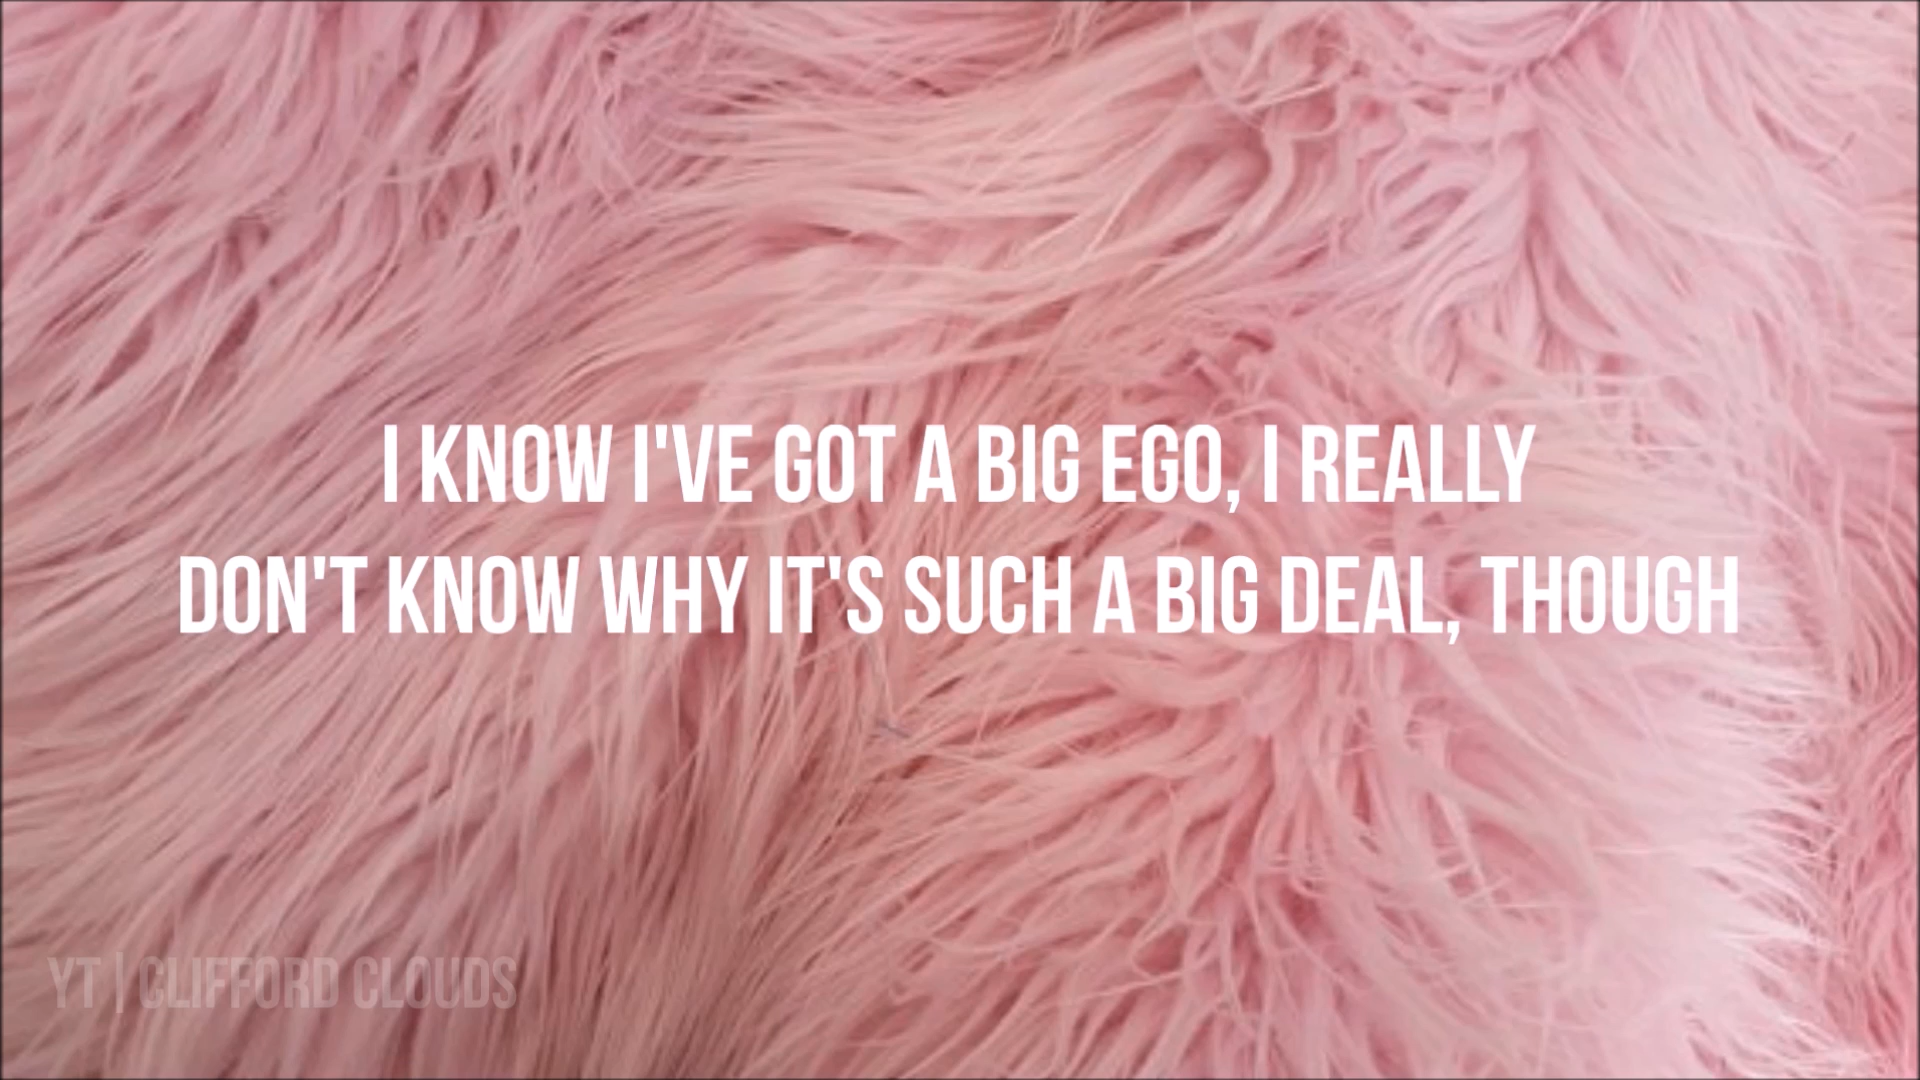 I KNOW I'VE GOT A BIG EGO, I REALLY
DON'T KNOW WHY IT'S SUCH A BIG DEAL, THOUGH
YT | CLIFFORD CLOUDS